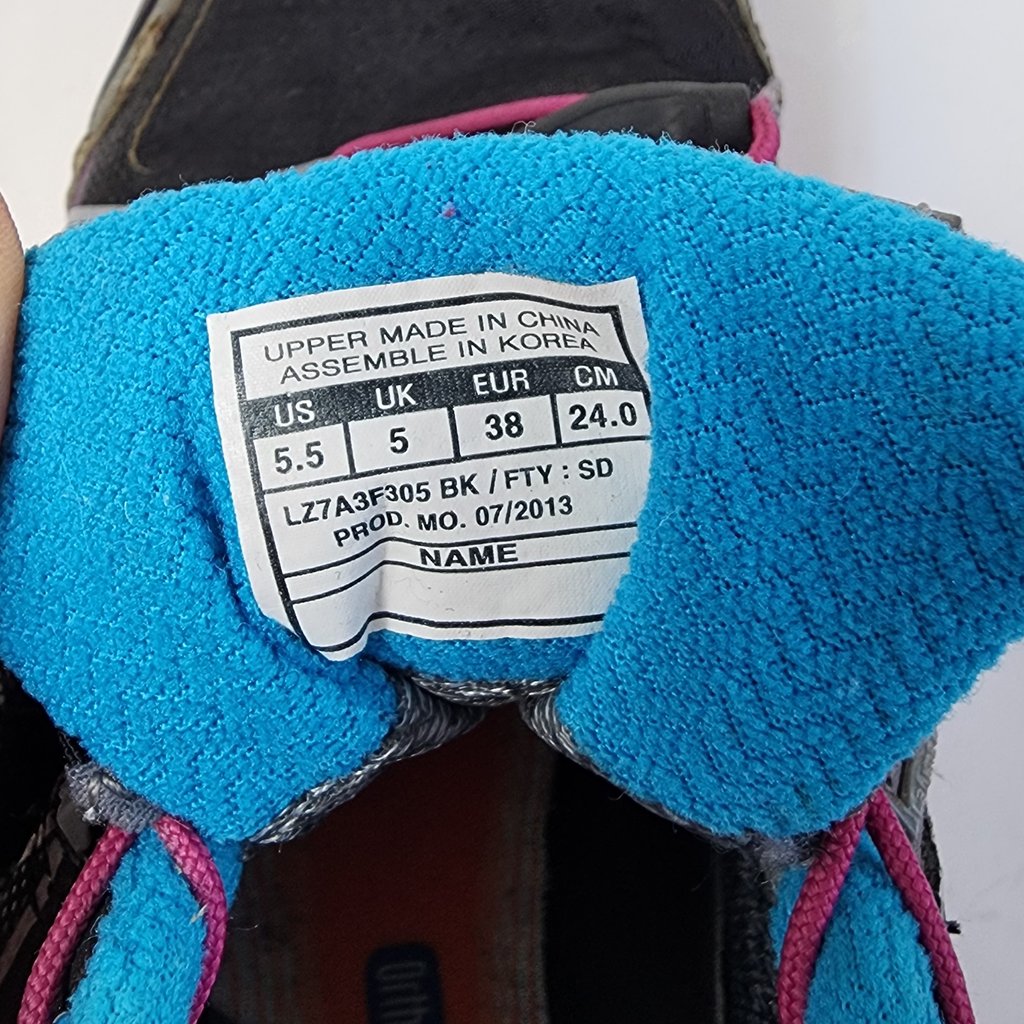 UPPER MADE IN CHINA
ASSEMBLE IN KOREA
US UK EUR CM
5.5 5 38 24.0
LZ7A3F305 BK / FTY : SD
PROD. MO. 07/2013
NAME